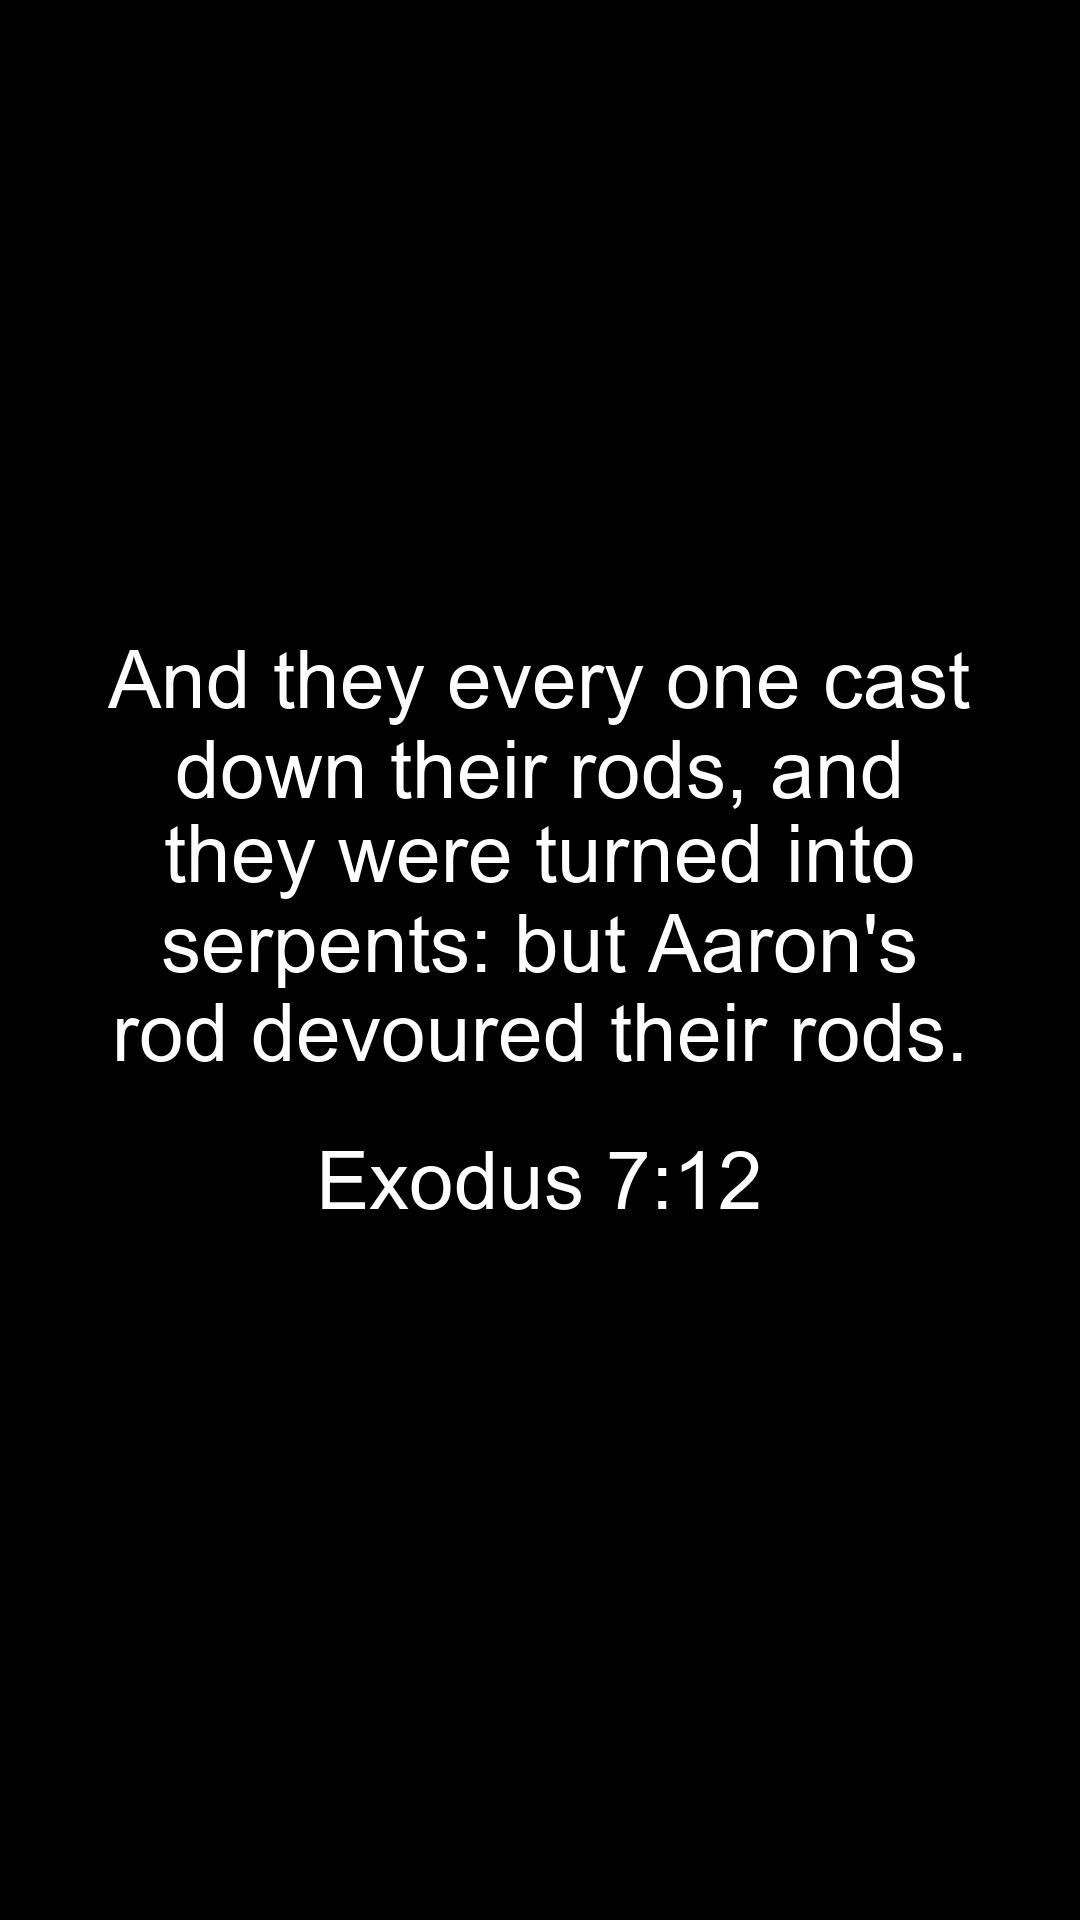 And they every one cast
down their rods, and
they were turned into
serpents: but Aaron's
rod devoured their rods.
Exodus 7:12